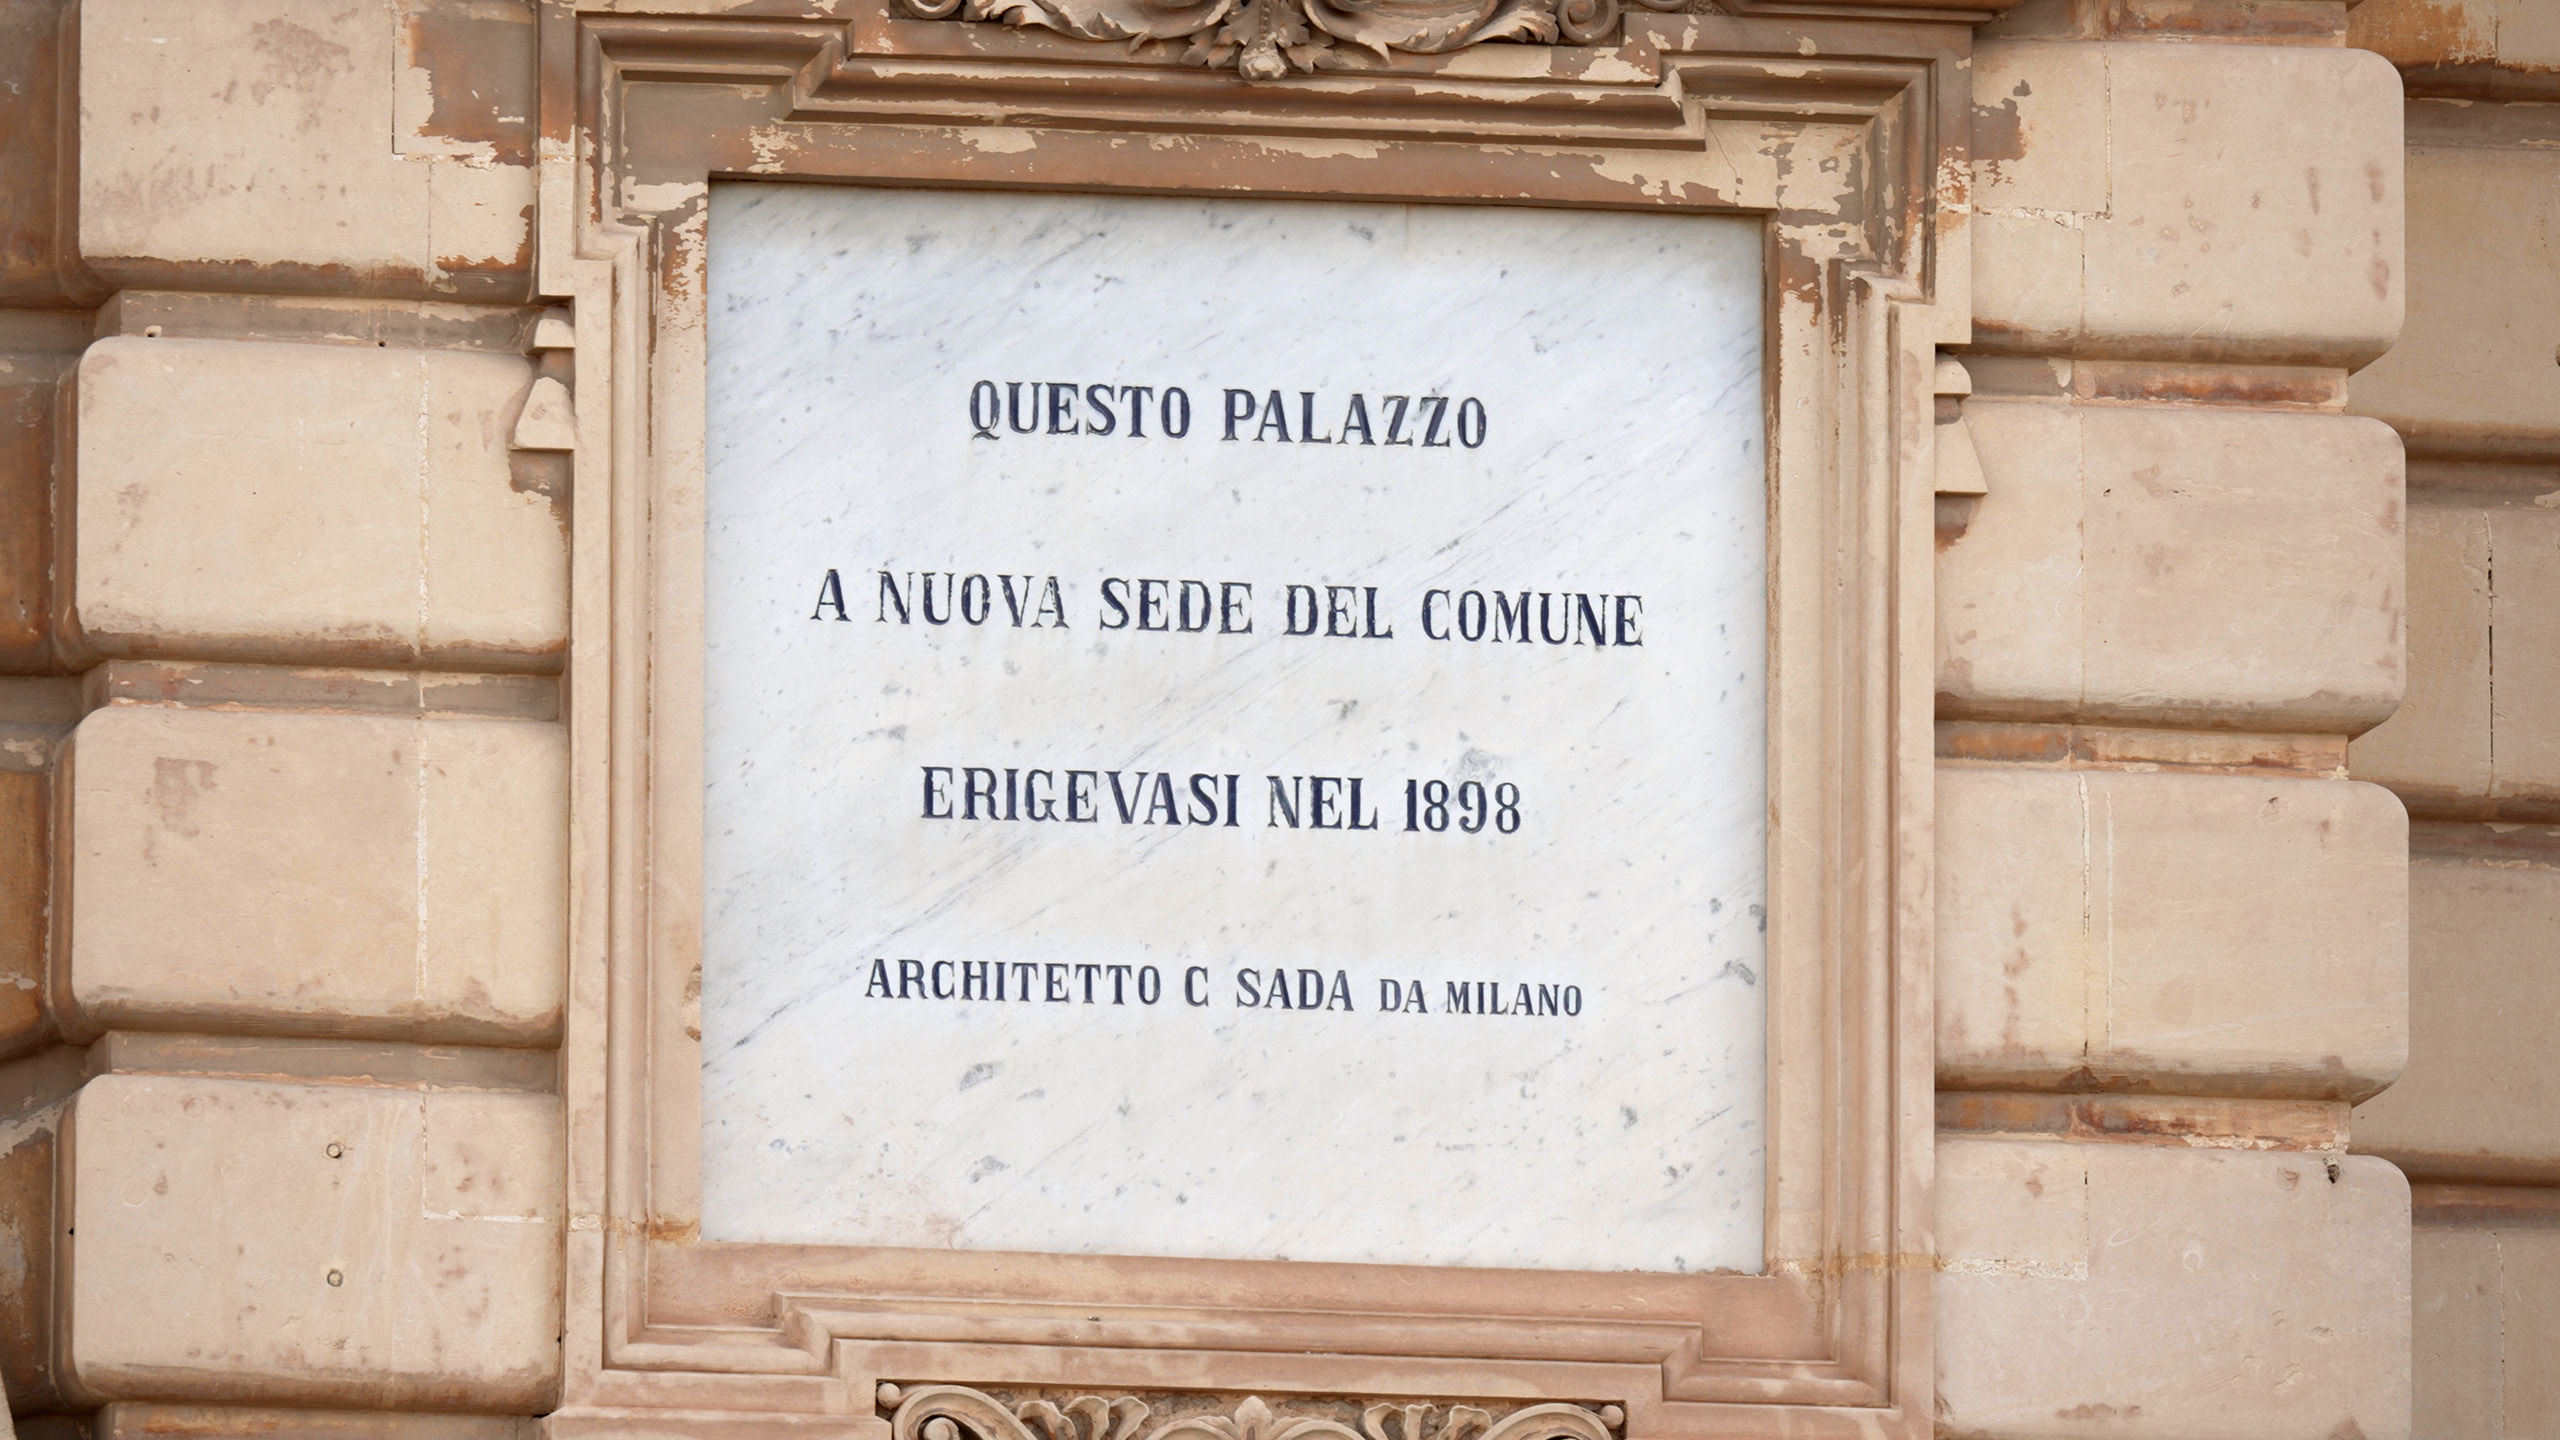 QUESTO PALAZZO
A NUOVA SEDE DEL COMUNE
ERIGEVASI NEL 1898
ARCHITETTO C SADA DA MILANO